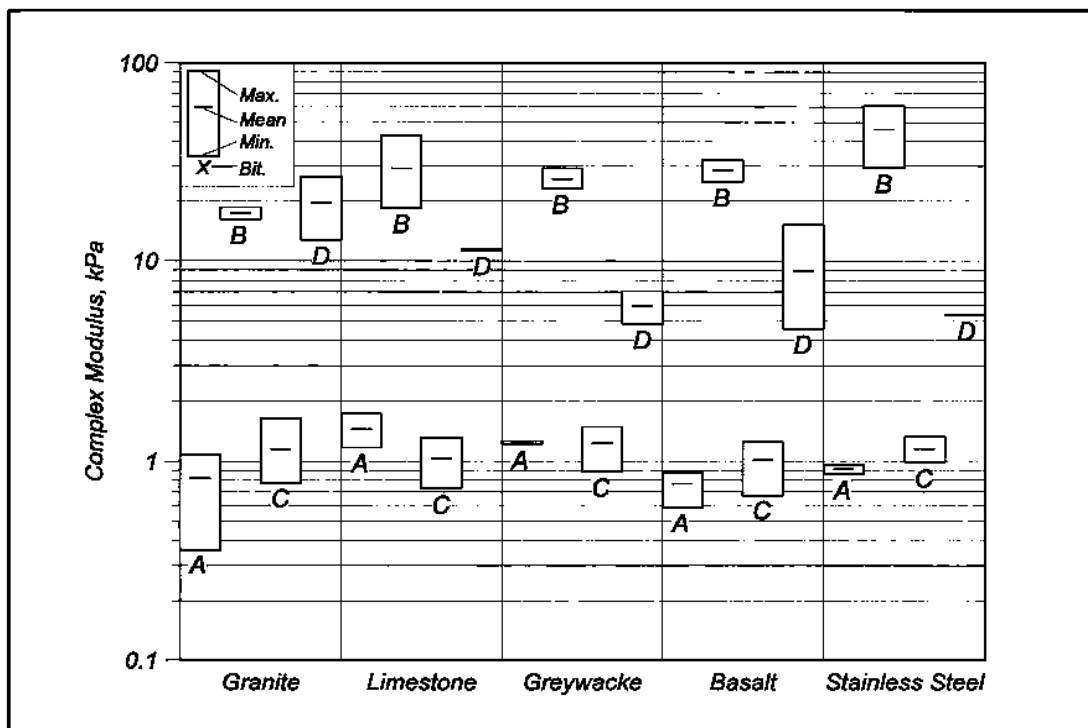 100
Max.
Mean
Min.
X Bit.
B
B
B
B
B
D
10
D
D
D
D
Complex Modulus, kPa
1
A
C
A
C
A
C
A
C
A
C
0.1
Granite Limestone Greywacke Basalt Stainless Steel